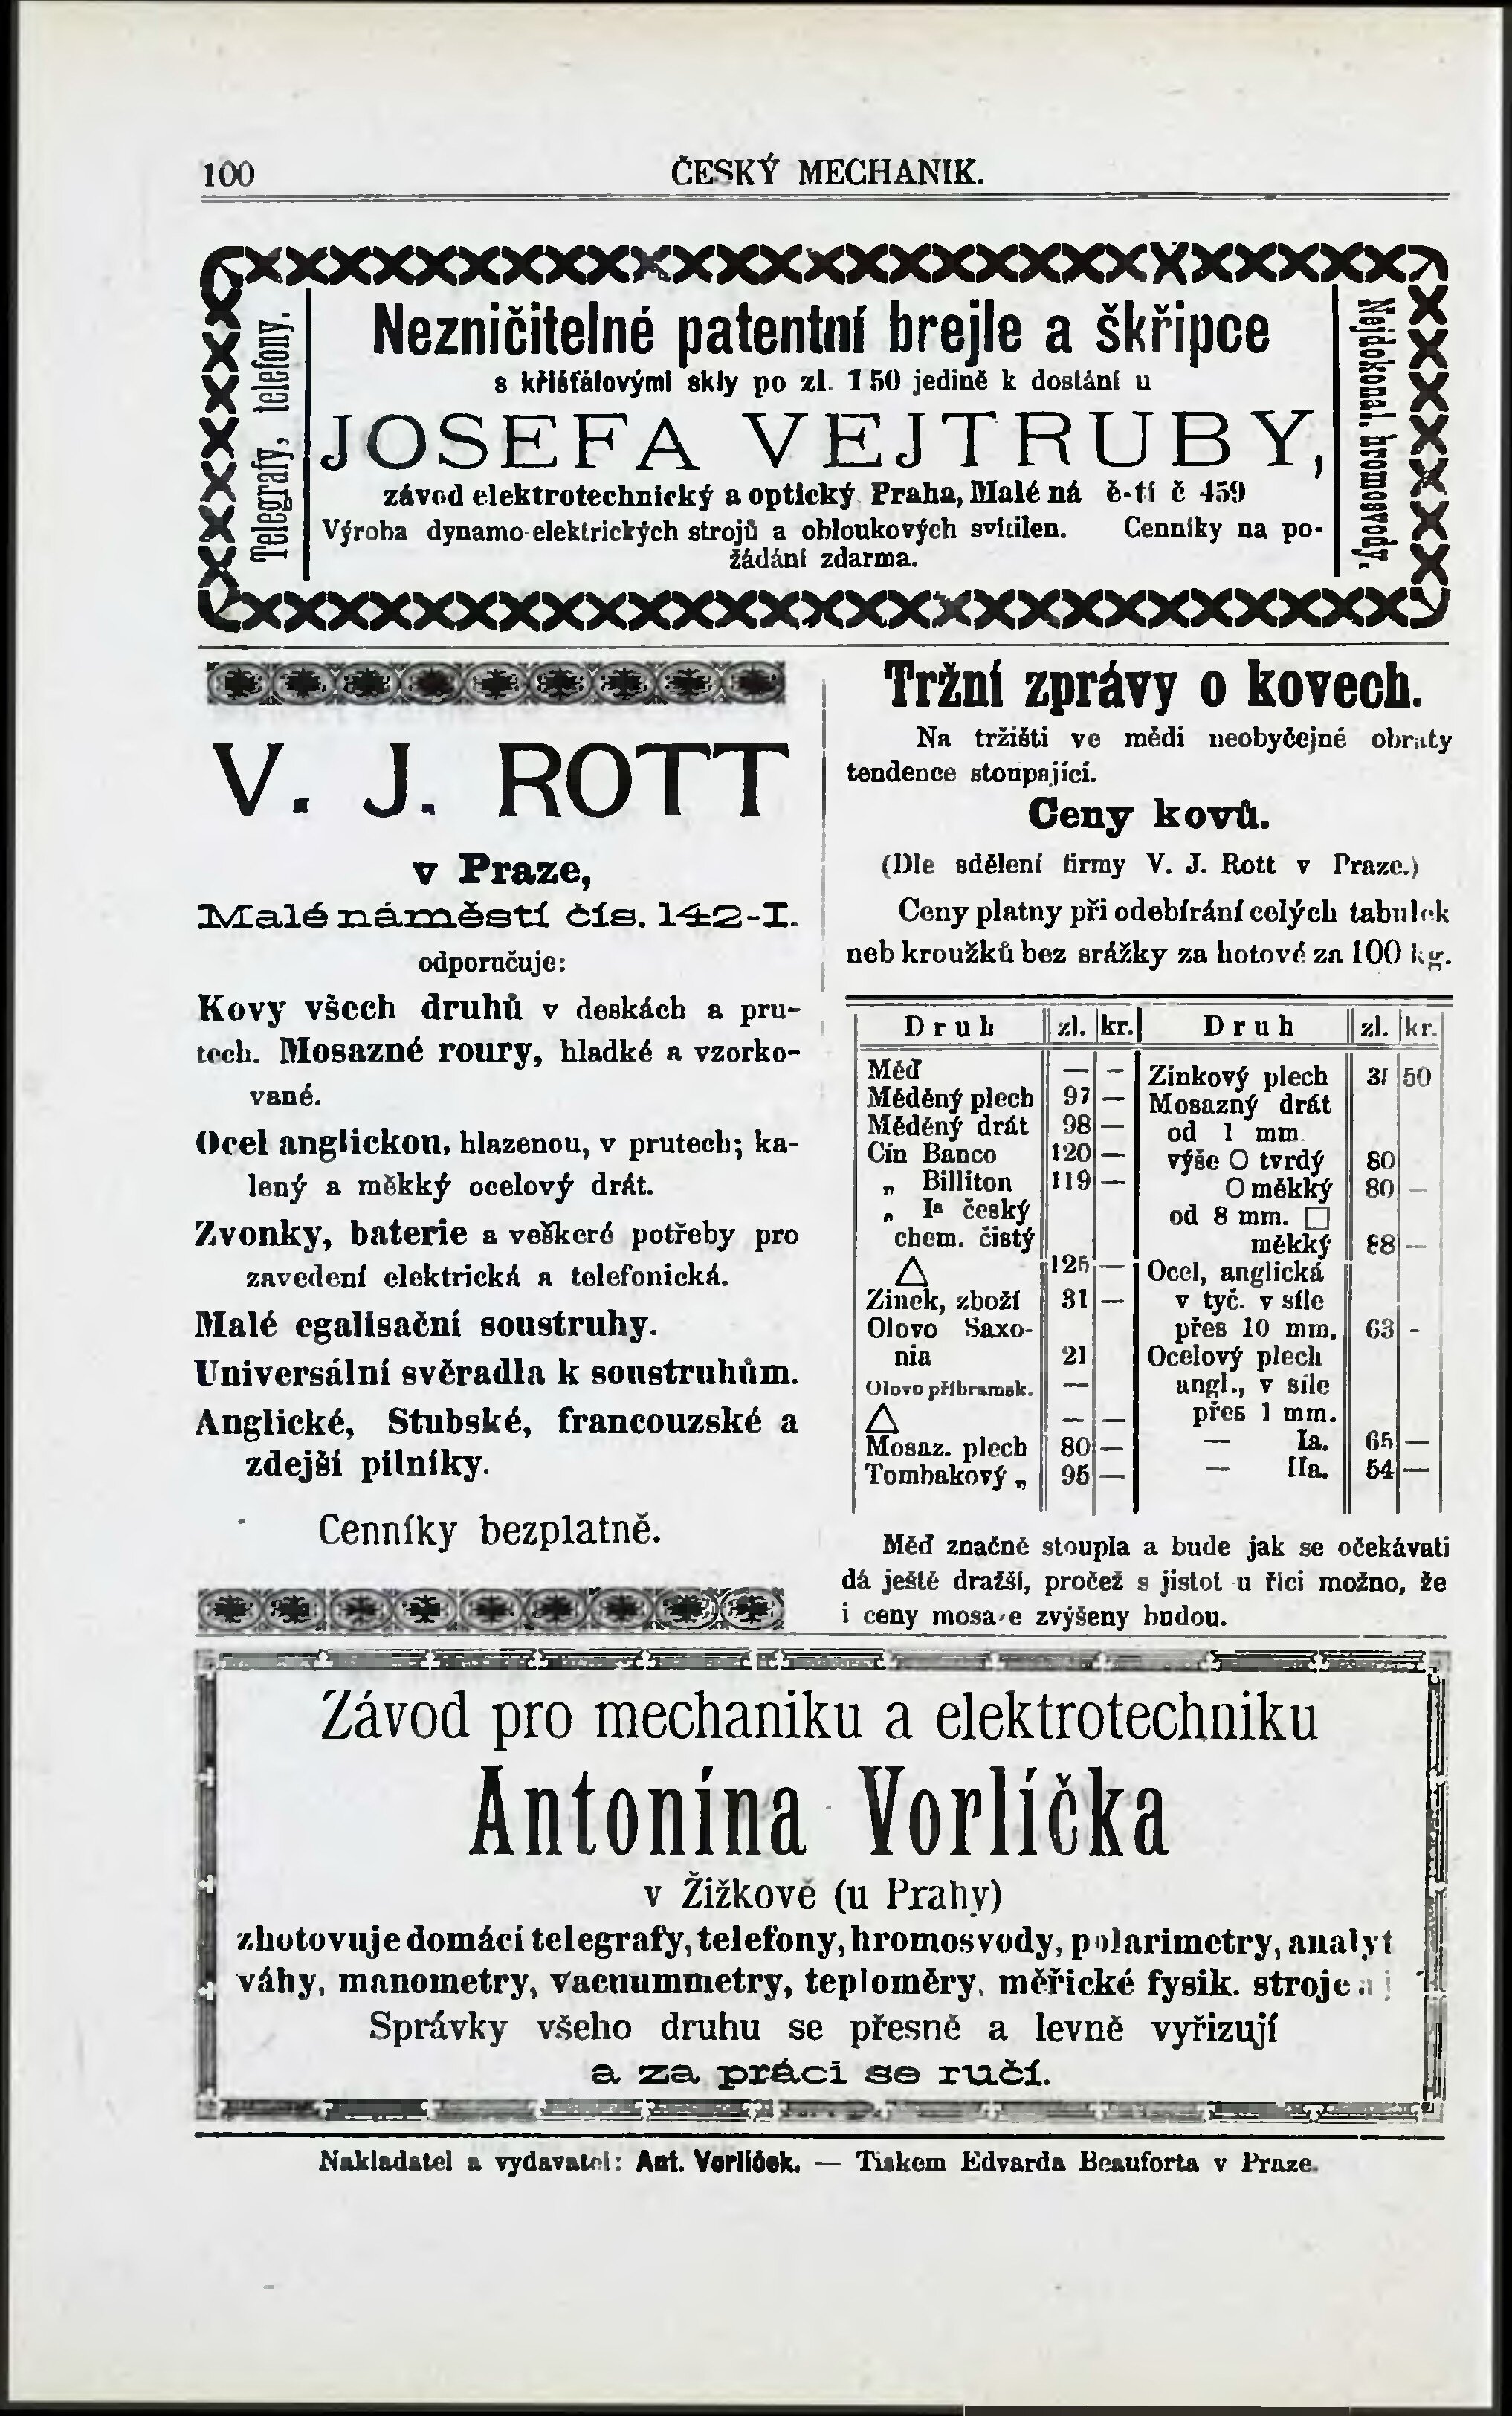 100
ČESKÝ MECHANIK.
Telegrafy, telefony.
Nezničitelné patentní brejle a škřipce
s křišťálovými skly po zl. 1 50 jedině k dostání u
JOSEFA VEJTRUBY,
závod elektrotechnický a optický Praha, Malé ná ě-tí č 459
Výroba dynamo-elektrických strojů a obloukových svítilen. Cenníky na po-
žádání zdarma.
Nejdokonal. hromosvody.
V. J. ROTT
v Praze,
Malé náměstí čís. 142-I.
odporučuje:
Kovy všech druhů v deskách a pru-
tech. Mosazné roury, hladké a vzorko-
vané.
Ocel anglickou, hlazenou, v prutech; ka-
lený a měkký ocelový drát.
Zvonky, baterie a veškeré potřeby pro
zavedení elektrická a telefonická.
Malé egalisační soustruhy.
Universální svěradla k soustruhům.
Anglické, Stubské, francouzské a
zdejší pilníky.
Cenníky bezplatně.
Tržní zprávy o kovech.
Na tržišti ve mědi neobyčejné obraty
tendence stoupající.
Ceny kovů.
(Dle sdělení firmy V. J. Rott v Praze.)
Ceny platny při odebírání celých tabulek
neb kroužků bez srážky za hotové za 100 kg.
Druh zl. kr.
Měď — —
Měděný plech 97 —
Měděný drát 98 —
Cín Banco 120 —
„ Billiton 119 —
„ Iª český
chem. čistý
△ 125 —
Zinek, zboží 31 —
Olovo Saxo-
nia 21
Olovo příbramsk. —
△ — —
Mosaz. plech 80 —
Tombakový „ 95 —
Druh zl. kr.
Zinkový plech 31 50
Mosazný drát
od 1 mm.
výše O tvrdý 80
O měkký 80 —
od 8 mm. □
měkký 88 —
Ocel, anglická
v tyč. v síle
přes 10 mm. 63 -
Ocelový plech
angl., v síle
přes 1 mm.
— Ia. 65 —
— IIa. 54 —
Měď značně stoupla a bude jak se očekávati
dá ještě dražší, pročež s jistot u říci možno, že
i ceny mosa e zvýšeny budou.
Závod pro mechaniku a elektrotechniku
Antonína Vorlíčka
v Žižkově (u Prahy)
zhotovuje domácí telegrafy, telefony, hromosvody, polarimetry, analyt
váhy, manometry, vacuummetry, teploměry, měřické fysik. stroje a j
Správky všeho druhu se přesně a levně vyřizují
a za práci se ručí.
Nakladatel a vydavatel: Ant. Vorlíček. — Tiskem Edvarda Beauforta v Praze.